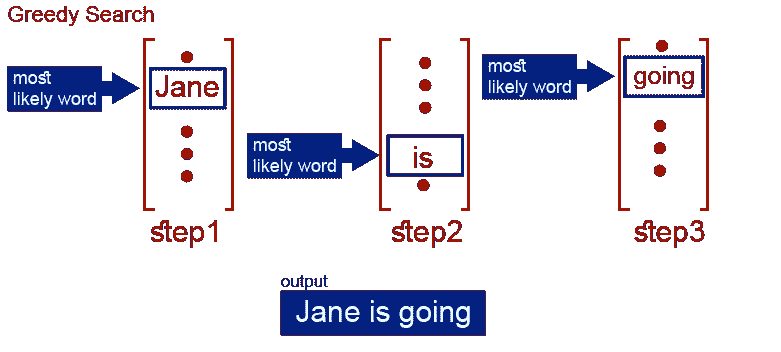 Greedy Search
most
likely word
Jane
most
likely word
is
most
likely word
going
step1
step2
step3
output
Jane is going